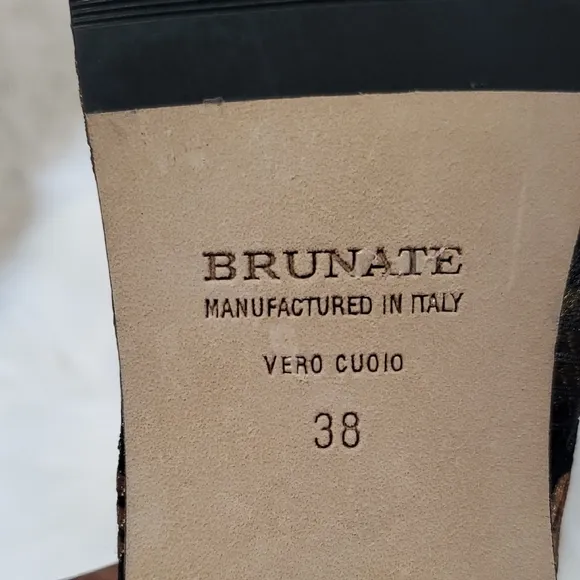 BRUNATE
MANUFACTURED IN ITALY
VERO CUOIO
38